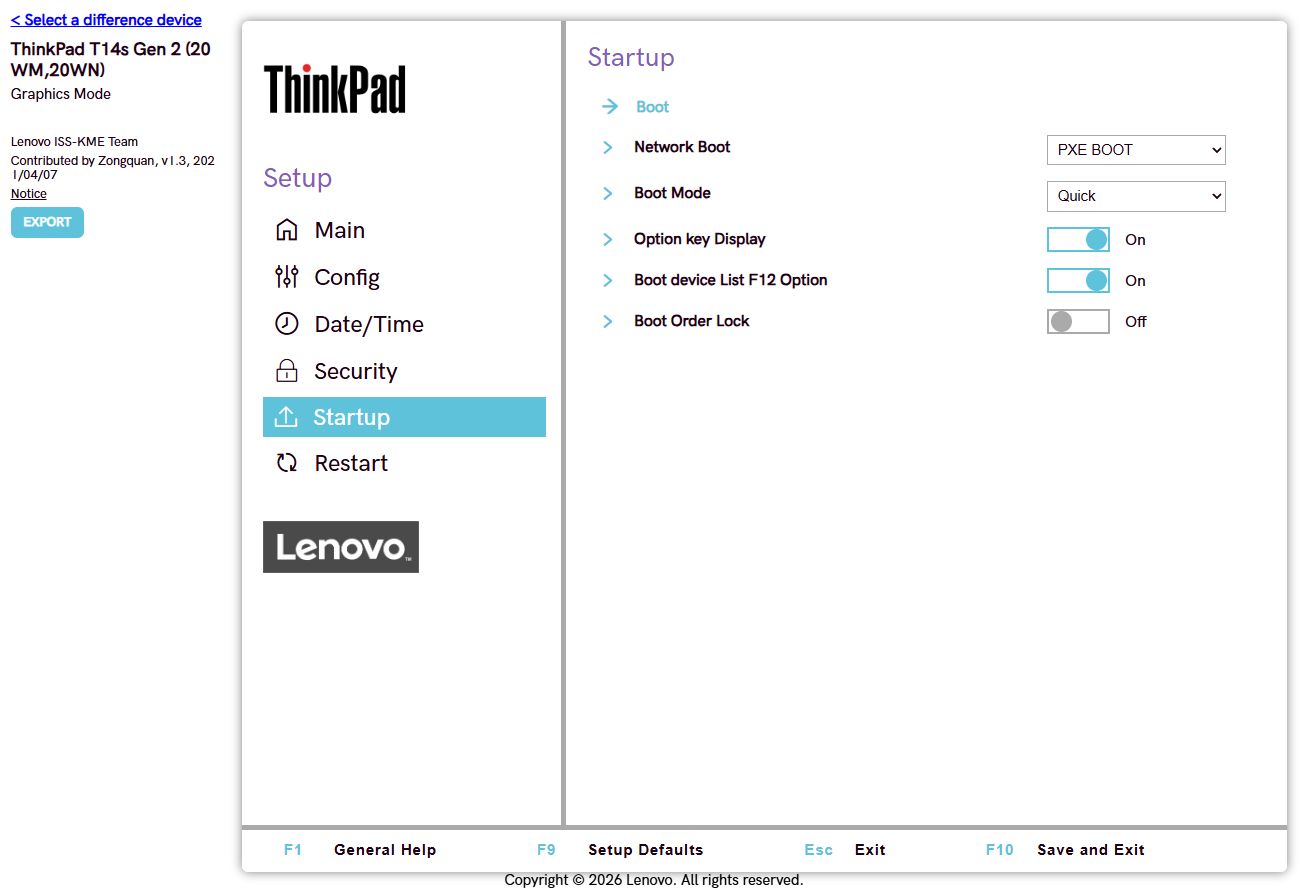 < Select a difference device
ThinkPad T14s Gen 2 (20
WM,20WN)
Graphics Mode
Lenovo ISS-KME Team
Contributed by Zongquan, v1.3, 202
1/04/07
Notice
EXPORT
ThinkPad
Setup
Main
Config
Date/Time
Security
Startup
Restart
Lenovo™
Startup
Boot
Network Boot PXE BOOT
Boot Mode Quick
Option key Display On
Boot device List F12 Option On
Boot Order Lock Off
F1 General Help F9 Setup Defaults Esc Exit F10 Save and Exit
Copyright © 2026 Lenovo. All rights reserved.